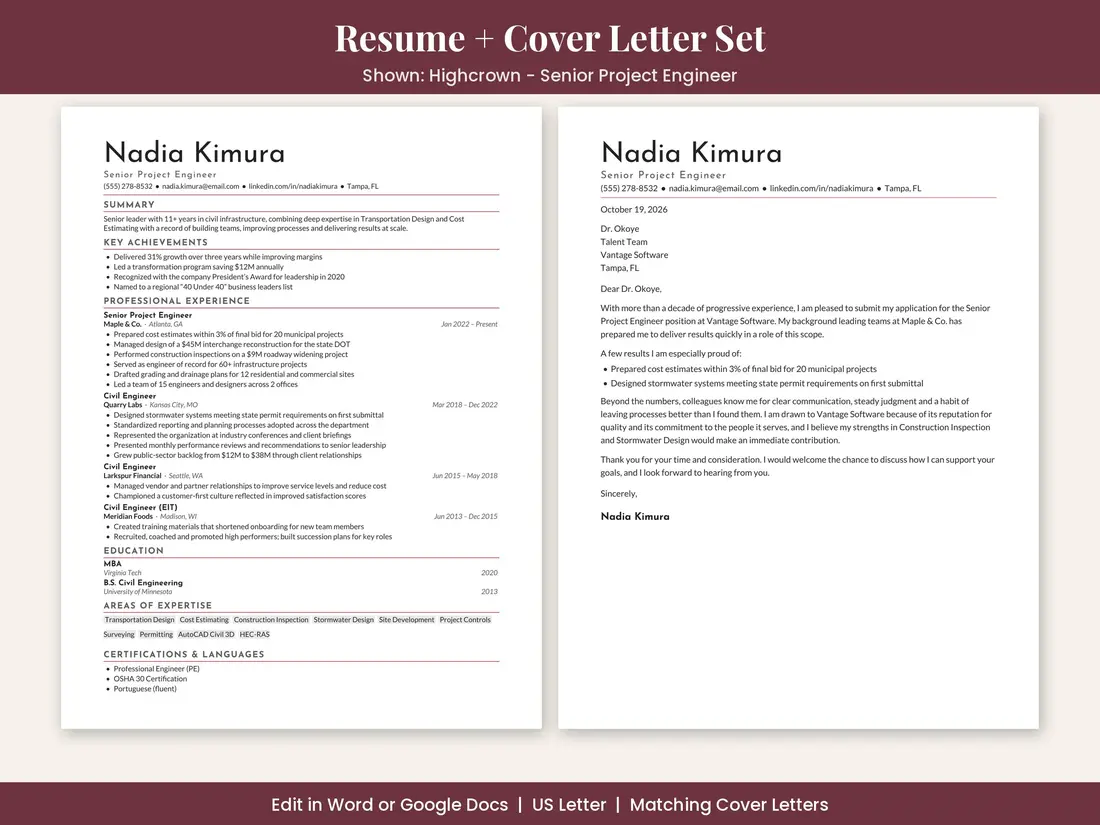 Resume + Cover Letter Set
Shown: Highcrown - Senior Project Engineer
Nadia Kimura
Senior Project Engineer
(555) 278-8532 ● nadia.kimura@email.com ● linkedin.com/in/nadiakimura ● Tampa, FL
SUMMARY
Senior leader with 11+ years in civil infrastructure, combining deep expertise in Transportation Design and Cost
Estimating with a record of building teams, improving processes and delivering results at scale.
KEY ACHIEVEMENTS
• Delivered 31% growth over three years while improving margins
• Led a transformation program saving $12M annually
• Recognized with the company President's Award for leadership in 2020
• Named to a regional "40 Under 40" business leaders list
PROFESSIONAL EXPERIENCE
Senior Project Engineer
Maple & Co. - Atlanta, GA Jan 2022 – Present
• Prepared cost estimates within 3% of final bid for 20 municipal projects
• Managed design of a $45M interchange reconstruction for the state DOT
• Performed construction inspections on a $9M roadway widening project
• Served as engineer of record for 60+ infrastructure projects
• Drafted grading and drainage plans for 12 residential and commercial sites
• Led a team of 15 engineers and designers across 2 offices
Civil Engineer
Quarry Labs - Kansas City, MO Mar 2018 – Dec 2022
• Designed stormwater systems meeting state permit requirements on first submittal
• Standardized reporting and planning processes adopted across the department
• Represented the organization at industry conferences and client briefings
• Presented monthly performance reviews and recommendations to senior leadership
• Grew public-sector backlog from $12M to $38M through client relationships
Civil Engineer
Larkspur Financial - Seattle, WA Jun 2015 – May 2018
• Managed vendor and partner relationships to improve service levels and reduce cost
• Championed a customer-first culture reflected in improved satisfaction scores
Civil Engineer (EIT)
Meridian Foods - Madison, WI Jun 2013 – Dec 2015
• Created training materials that shortened onboarding for new team members
• Recruited, coached and promoted high performers; built succession plans for key roles
EDUCATION
MBA
Virginia Tech 2020
B.S. Civil Engineering
University of Minnesota 2013
AREAS OF EXPERTISE
Transportation Design Cost Estimating Construction Inspection Stormwater Design Site Development Project Controls
Surveying Permitting AutoCAD Civil 3D HEC-RAS
CERTIFICATIONS & LANGUAGES
• Professional Engineer (PE)
• OSHA 30 Certification
• Portuguese (fluent)
Nadia Kimura
Senior Project Engineer
(555) 278-8532 ● nadia.kimura@email.com ● linkedin.com/in/nadiakimura ● Tampa, FL
October 19, 2026
Dr. Okoye
Talent Team
Vantage Software
Tampa, FL
Dear Dr. Okoye,
With more than a decade of progressive experience, I am pleased to submit my application for the Senior
Project Engineer position at Vantage Software. My background leading teams at Maple & Co. has
prepared me to deliver results quickly in a role of this scope.
A few results I am especially proud of:
• Prepared cost estimates within 3% of final bid for 20 municipal projects
• Designed stormwater systems meeting state permit requirements on first submittal
Beyond the numbers, colleagues know me for clear communication, steady judgment and a habit of
leaving processes better than I found them. I am drawn to Vantage Software because of its reputation for
quality and its commitment to the people it serves, and I believe my strengths in Construction Inspection
and Stormwater Design would make an immediate contribution.
Thank you for your time and consideration. I would welcome the chance to discuss how I can support your
goals, and I look forward to hearing from you.
Sincerely,
Nadia Kimura
Edit in Word or Google Docs | US Letter | Matching Cover Letters